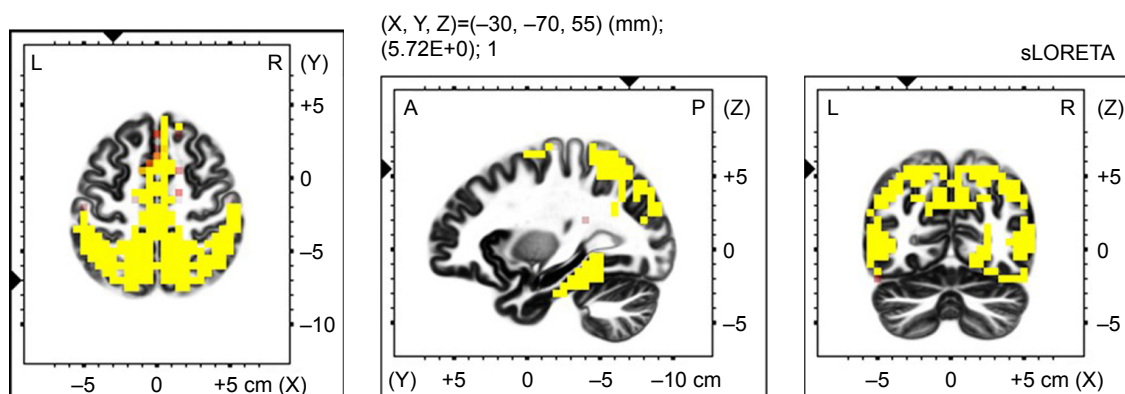 (X, Y, Z)=(–30, –70, 55) (mm);
(5.72E+0); 1
sLORETA
L R (Y)
+5
0
–5
–10
–5 0 +5 cm (X)
A P (Z)
+5
0
–5
(Y) +5 0 –5 –10 cm
L R (Z)
+5
0
–5
–5 0 +5 cm (X)